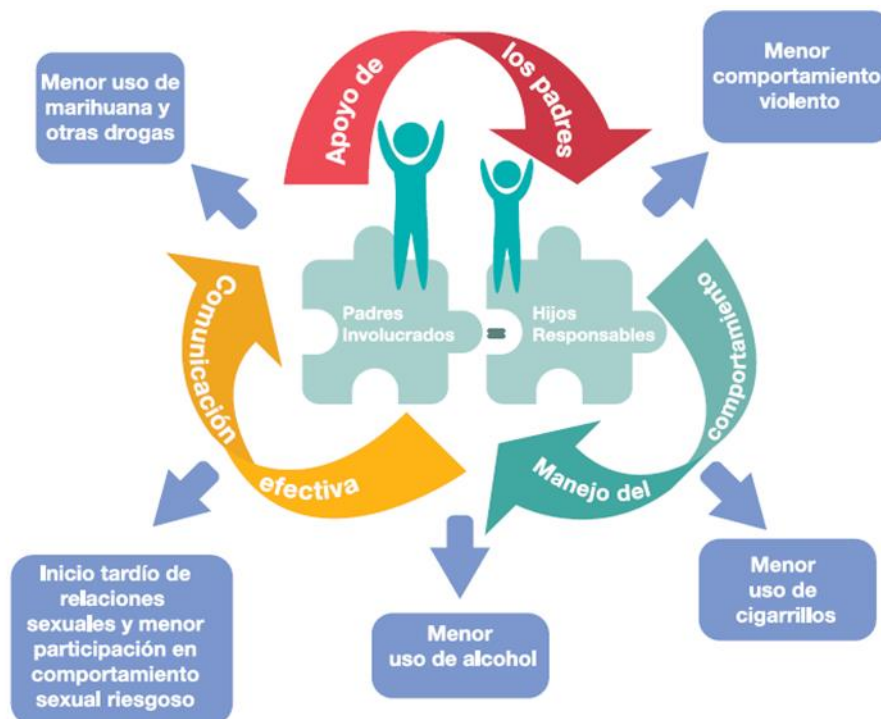 Apoyo de
los padres
Menor uso de
marihuana y
otras drogas
Menor
comportamiento
violento
Padres
Involucrados
=
Hijos
Responsables
Comunicación
efectiva
Manejo del
comportamiento
Inicio tardío de
relaciones
sexuales y menor
participación en
comportamiento
sexual riesgoso
Menor
uso de alcohol
Menor
uso de
cigarrillos